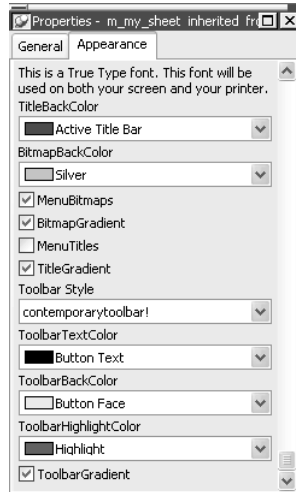 Properties - m_my_sheet inherited fro
General Appearance
This is a True Type font. This font will be
used on both your screen and your printer.
TitleBackColor
Active Title Bar
BitmapBackColor
Silver
MenuBitmaps
BitmapGradient
MenuTitles
TitleGradient
Toolbar Style
contemporarytoolbar!
ToolbarTextColor
Button Text
ToolbarBackColor
Button Face
ToolbarHighlightColor
Highlight
ToolbarGradient